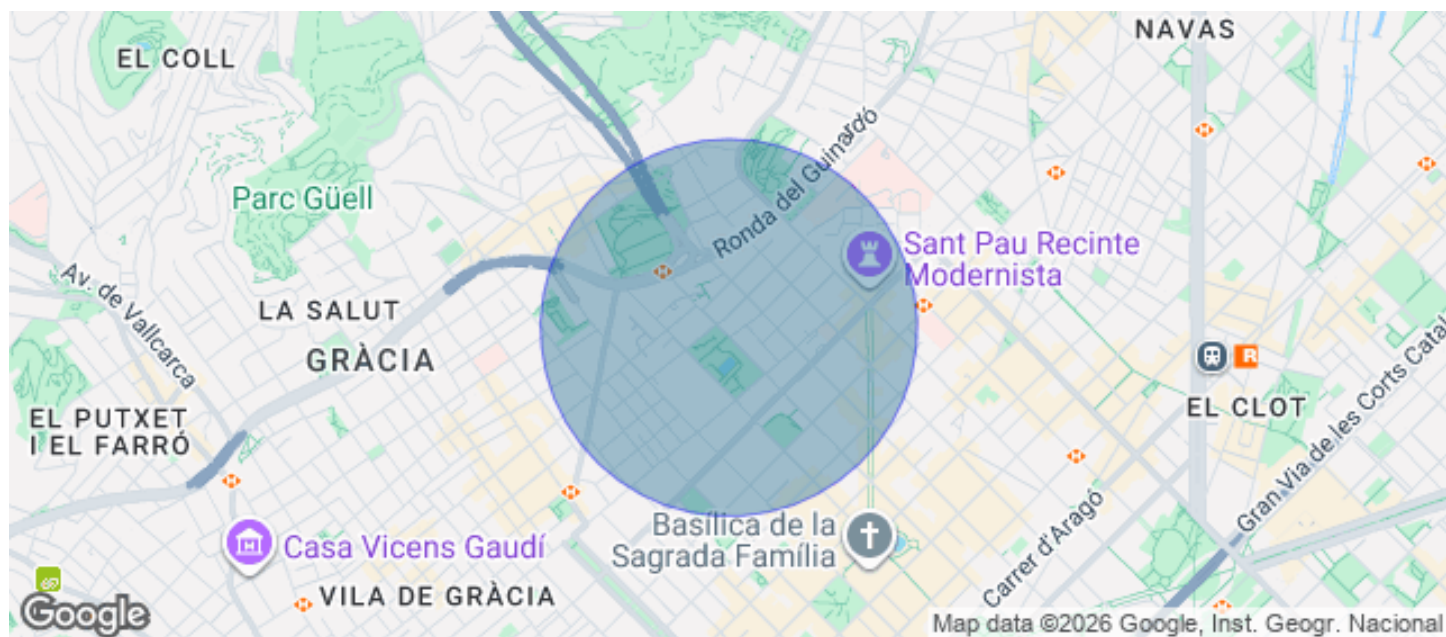 EL COLL
NAVAS
Parc Güell
Ronda del Guinardó
Sant Pau Recinte
Modernista
Av. de Vallcarca
LA SALUT
GRÀCIA
EL PUTXET
I EL FARRÓ
R
EL CLOT
Gran Via de les Corts Catal
Carrer d'Aragó
Basílica de la
Sagrada Família
Casa Vicens Gaudí
VILA DE GRÀCIA
Google
Map data ©2026 Google, Inst. Geogr. Nacional